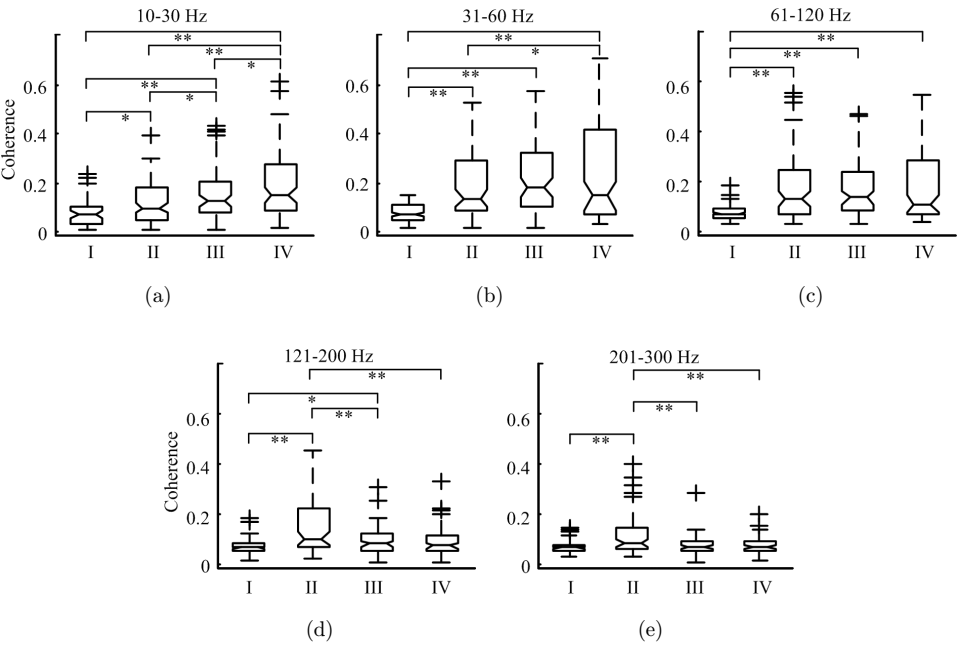 10-30 Hz
31-60 Hz
61-120 Hz
**
**
**
**
**
*
*
**
**
**
**
**
*
*
Coherence
0.6
0.4
0.2
0
0.6
0.4
0.2
0
0.6
0.4
0.2
0
I II III IV
I II III IV
I II III IV
(a)
(b)
(c)
121-200 Hz
201-300 Hz
**
*
**
**
**
**
**
Coherence
0.6
0.4
0.2
0
0.6
0.4
0.2
0
I II III IV
I II III IV
(d)
(e)